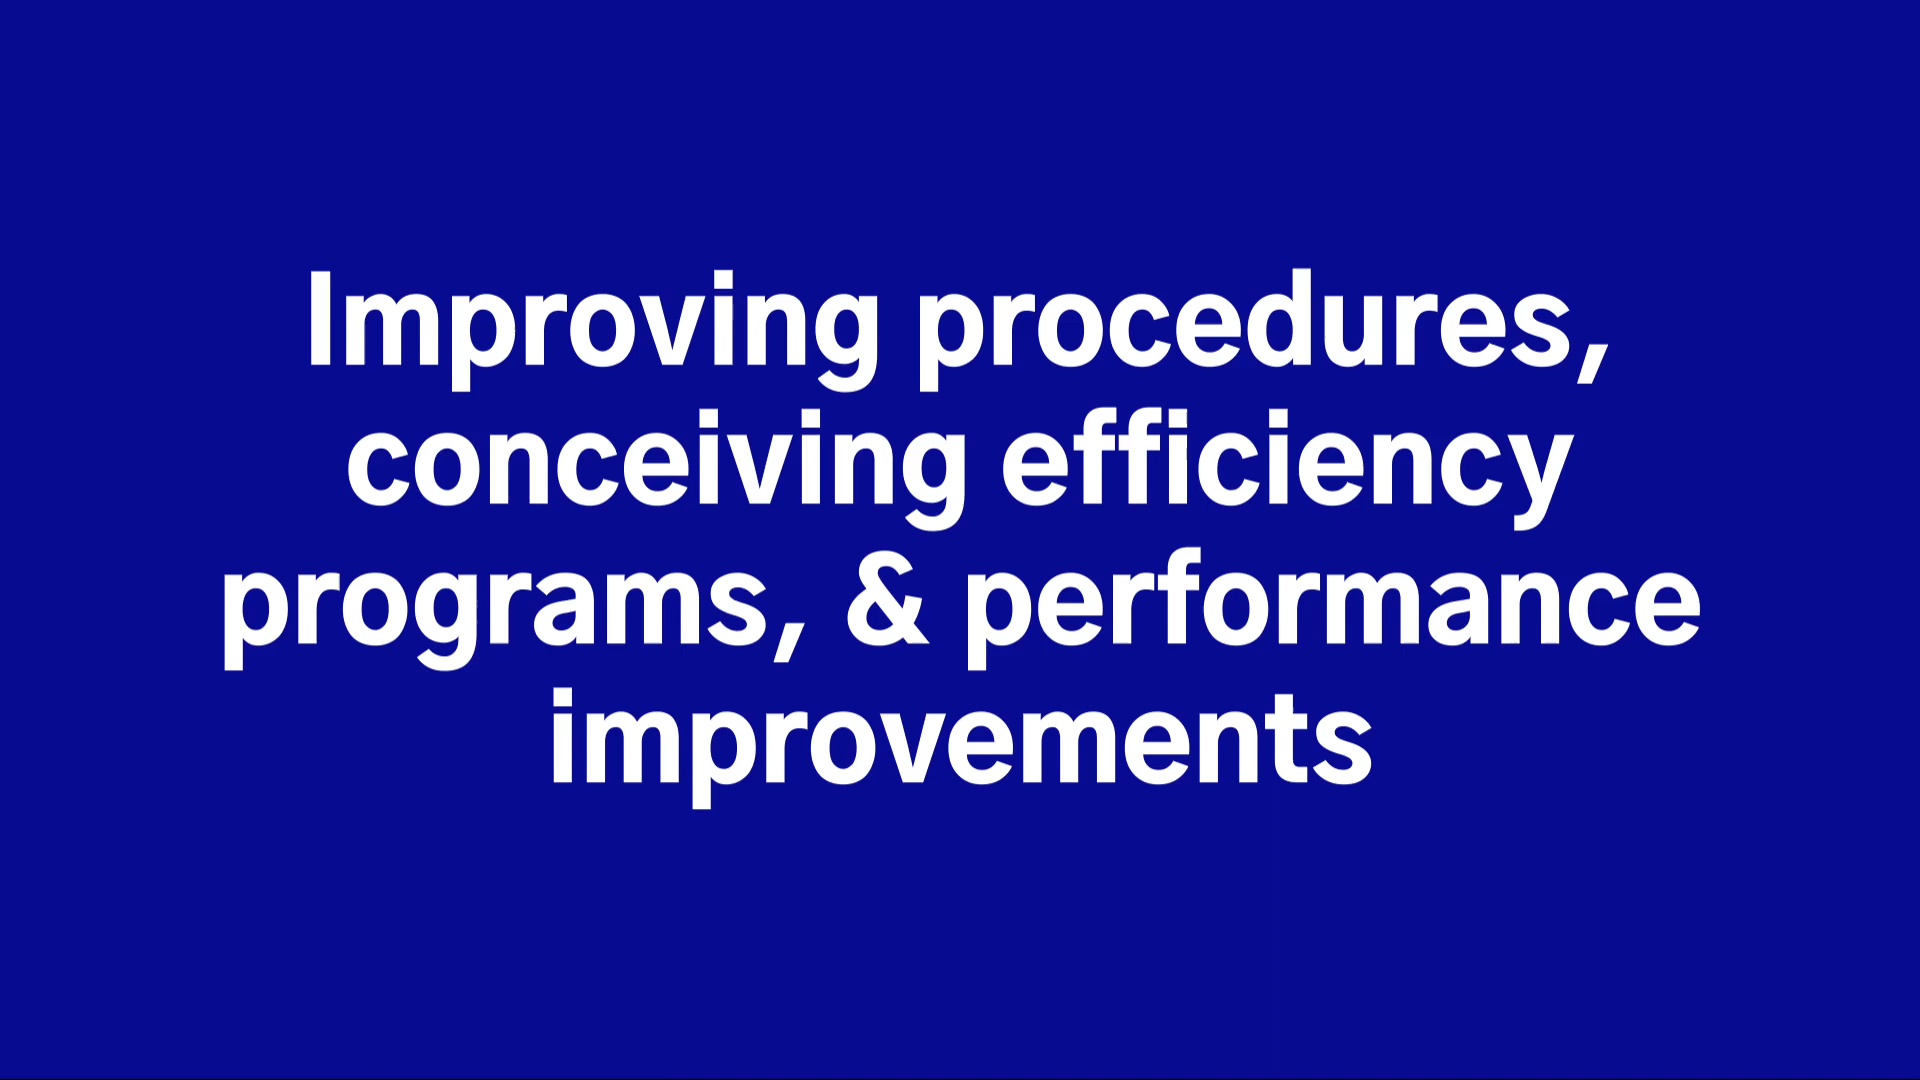 Improving procedures,
conceiving efficiency
programs, & performance
improvements